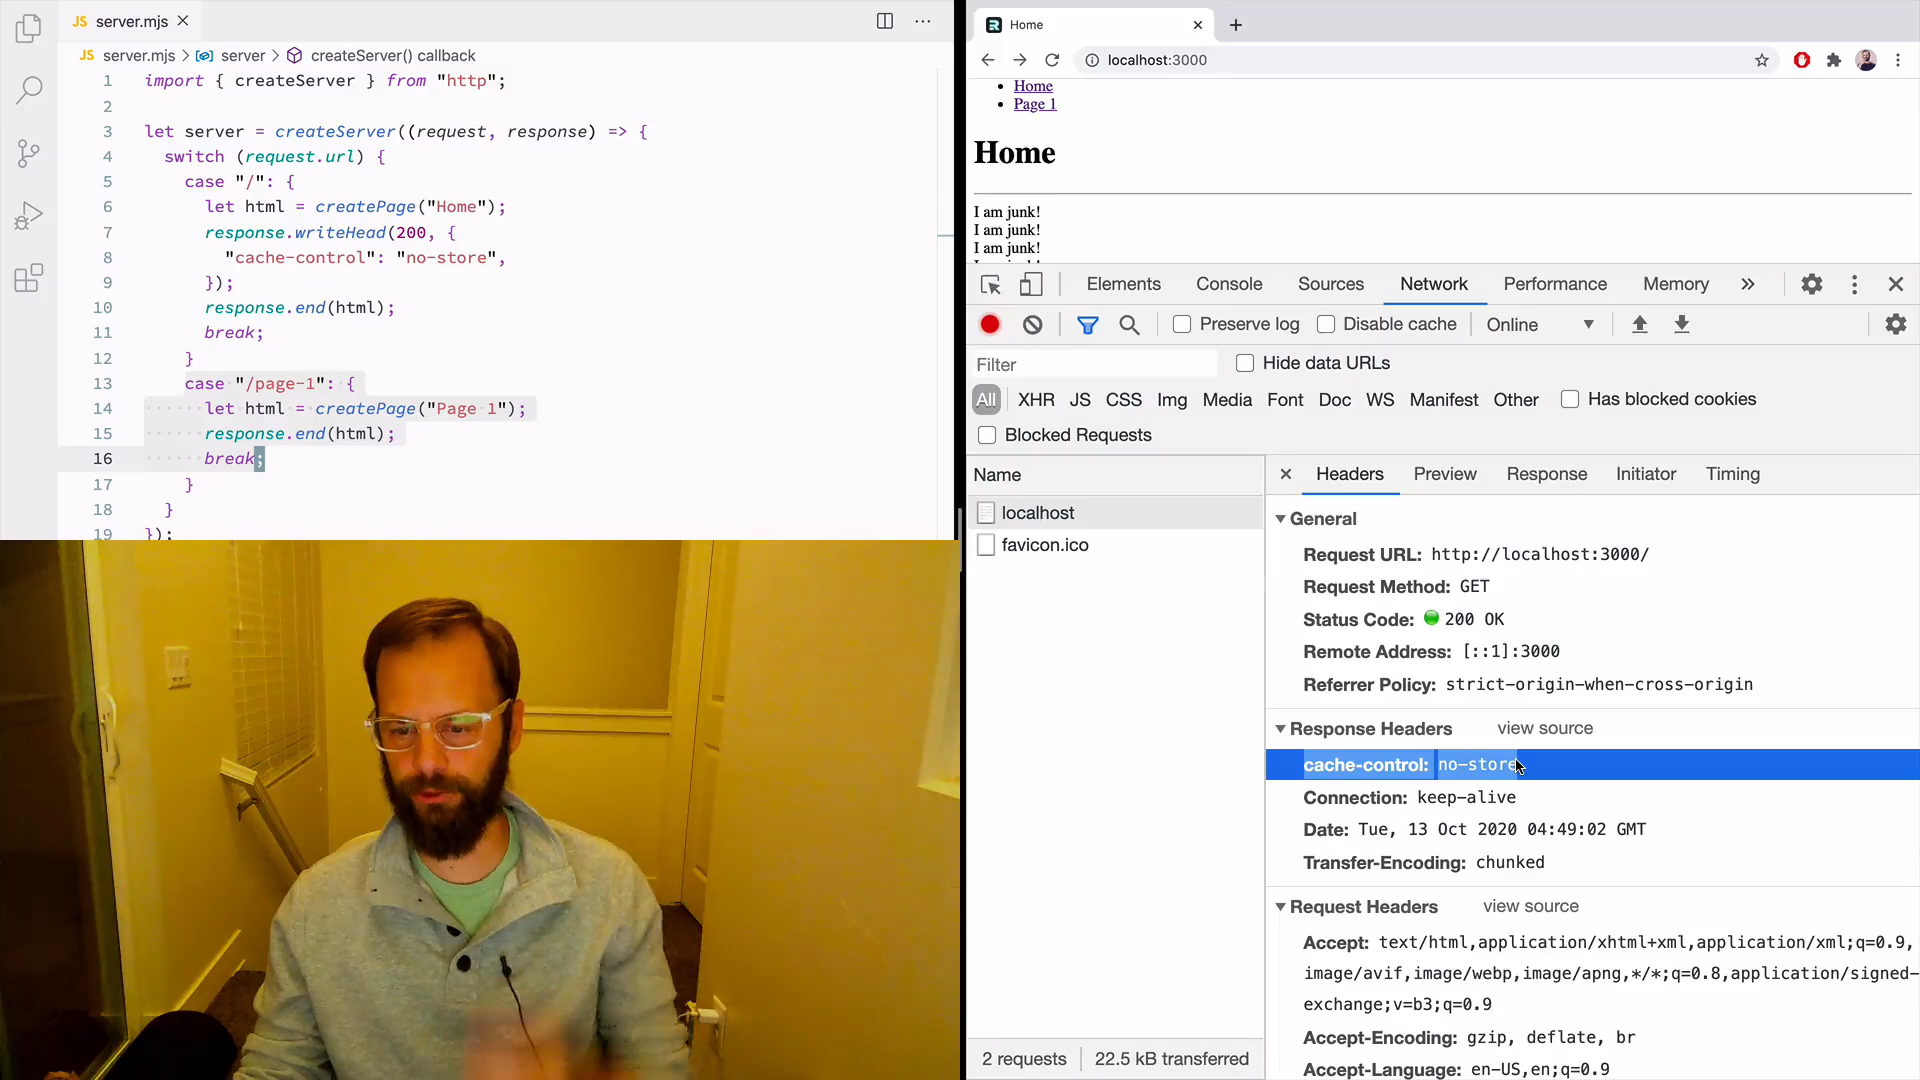 JS server.mjs
JS server.mjs > server > createServer() callback
1 import { createServer } from "http";
2
3 let server = createServer((request, response) => {
4 switch (request.url) {
5 case "/": {
6 let html = createPage("Home");
7 response.writeHead(200, {
8 "cache-control": "no-store",
9 });
10 response.end(html);
11 break;
12 }
13 case "/page-1": {
14 let html = createPage("Page 1");
15 response.end(html);
16 break;
17 }
18 }
19 });
Home
localhost:3000
Home
Page 1
Home
I am junk!
I am junk!
I am junk!
Elements Console Sources Network Performance Memory
Preserve log Disable cache Online
Filter Hide data URLs
All XHR JS CSS Img Media Font Doc WS Manifest Other Has blocked cookies
Blocked Requests
Name
localhost
favicon.ico
2 requests 22.5 kB transferred
Headers Preview Response Initiator Timing
General
Request URL: http://localhost:3000/
Request Method: GET
Status Code: 200 OK
Remote Address: [::1]:3000
Referrer Policy: strict-origin-when-cross-origin
Response Headers view source
cache-control: no-store
Connection: keep-alive
Date: Tue, 13 Oct 2020 04:49:02 GMT
Transfer-Encoding: chunked
Request Headers view source
Accept: text/html,application/xhtml+xml,application/xml;q=0.9,
image/avif,image/webp,image/apng,*/*;q=0.8,application/signed-
exchange;v=b3;q=0.9
Accept-Encoding: gzip, deflate, br
Accept-Language: en-US,en;q=0.9